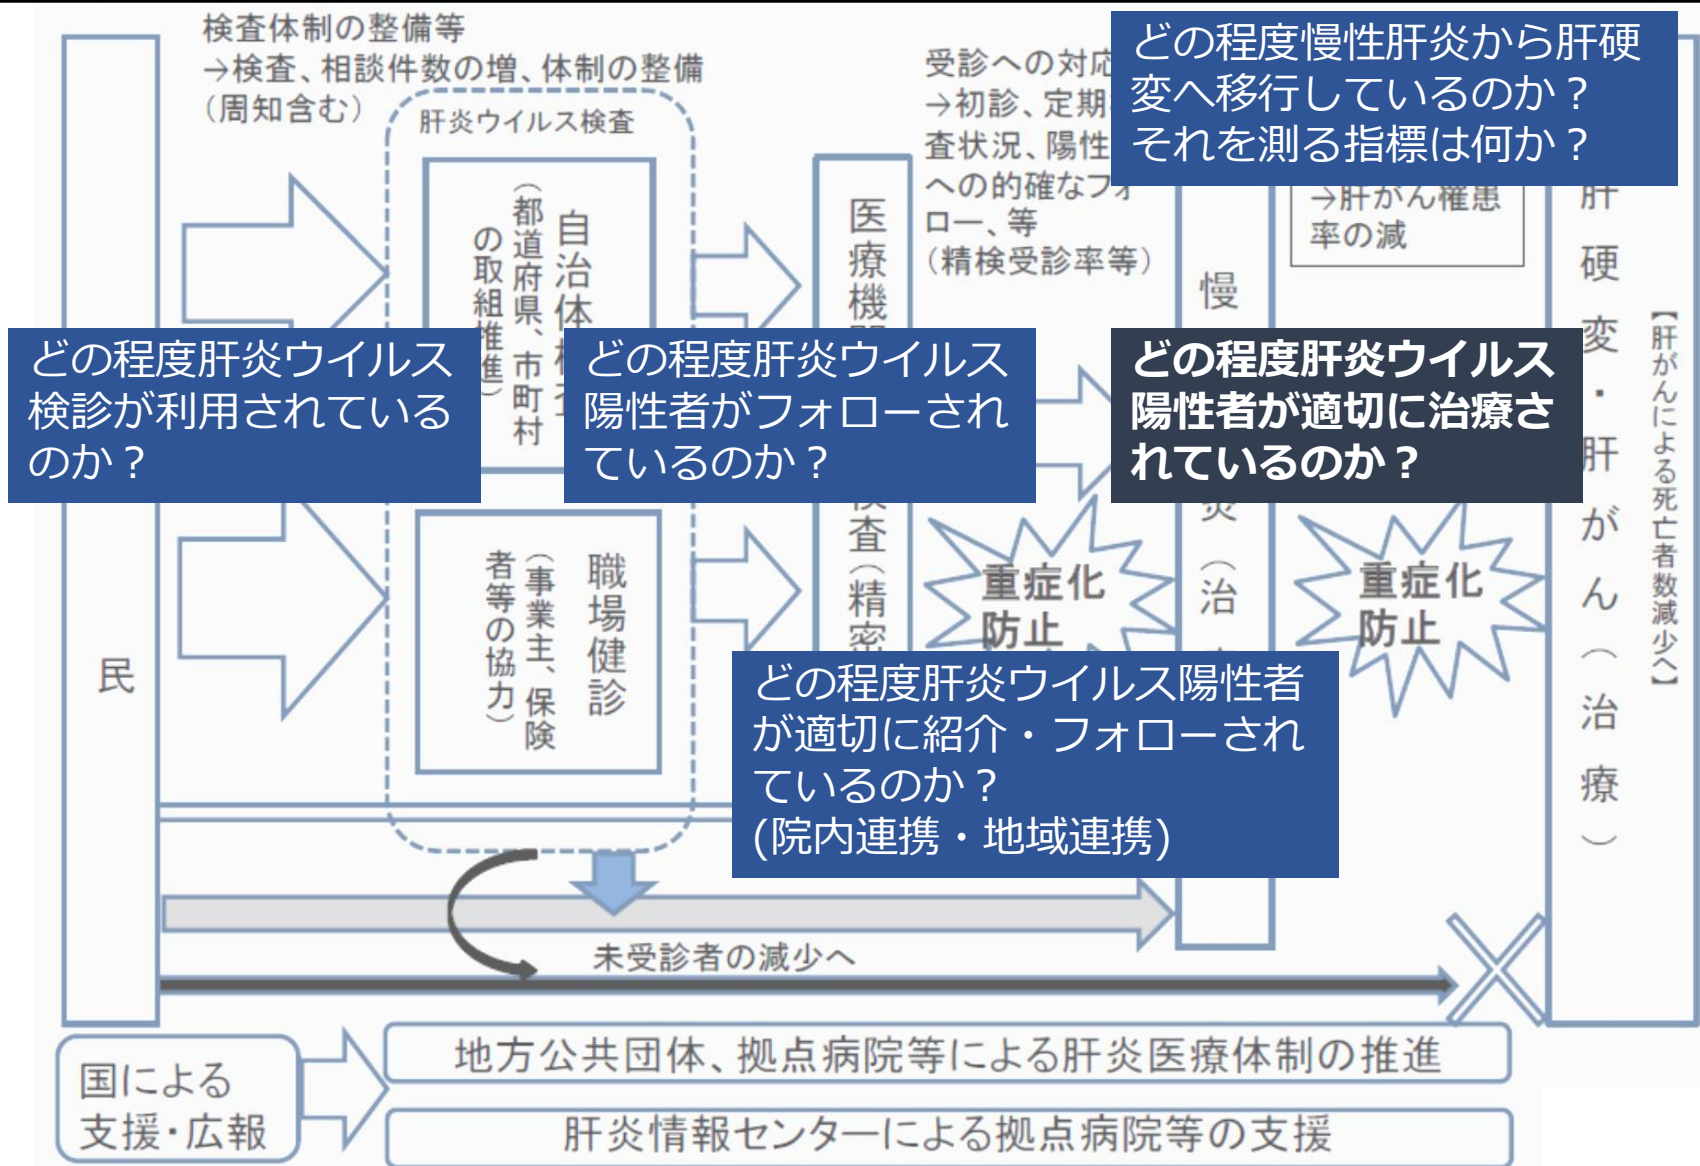 検査体制の整備等
→検査、相談件数の増、体制の整備
（周知含む）
肝炎ウイルス検査
受診への対応
→初診、定期
査状況、陽性
への的確なフォ
ロー、等
（精検受診率等）
どの程度慢性肝炎から肝硬
変へ移行しているのか？
それを測る指標は何か？
→肝がん罹患
率の減
民
自治体検査
（都道府県、市町村
の取組推進）
職場健診
（事業主、保険
者等の協力）
医療機関
検査（精密
慢
炎（治
肝硬変・肝がん（治療）
【肝がんによる死亡者数減少へ】
どの程度肝炎ウイルス
検診が利用されている
のか？
どの程度肝炎ウイルス
陽性者がフォローされ
ているのか？
どの程度肝炎ウイルス
陽性者が適切に治療さ
れているのか？
重症化
防止
重症化
防止
どの程度肝炎ウイルス陽性者
が適切に紹介・フォローされ
ているのか？
(院内連携・地域連携)
未受診者の減少へ
国による
支援・広報
地方公共団体、拠点病院等による肝炎医療体制の推進
肝炎情報センターによる拠点病院等の支援